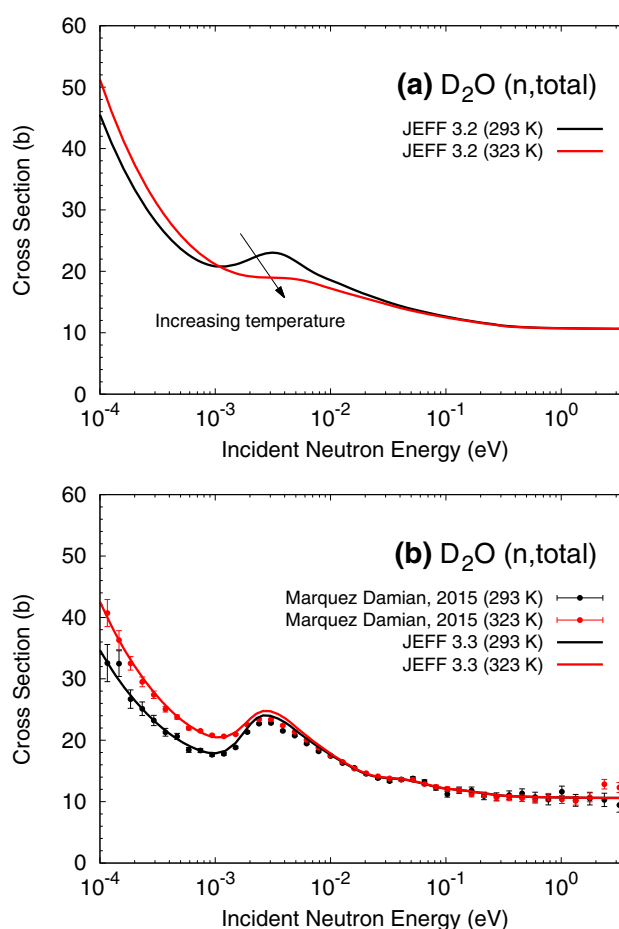 60
50
40
30
20
10
0
Cross Section (b)
(a) D₂O (n,total)
JEFF 3.2 (293 K)
JEFF 3.2 (323 K)
Increasing temperature
10⁻⁴ 10⁻³ 10⁻² 10⁻¹ 10⁰
Incident Neutron Energy (eV)
60
50
40
30
20
10
0
Cross Section (b)
(b) D₂O (n,total)
Marquez Damian, 2015 (293 K)
Marquez Damian, 2015 (323 K)
JEFF 3.3 (293 K)
JEFF 3.3 (323 K)
10⁻⁴ 10⁻³ 10⁻² 10⁻¹ 10⁰
Incident Neutron Energy (eV)